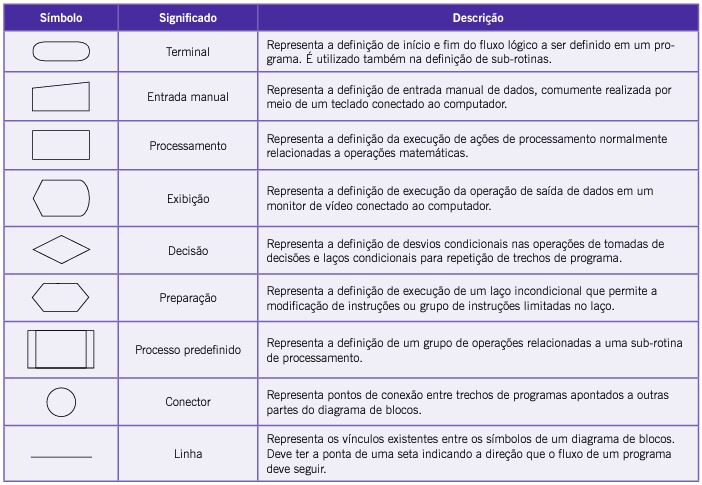 Símbolo Significado Descrição
Terminal
Representa a definição de início e fim do fluxo lógico a ser definido em um pro-
grama. É utilizado também na definição de sub-rotinas.
Entrada manual
Representa a definição de entrada manual de dados, comumente realizada por
meio de um teclado conectado ao computador.
Processamento
Representa a definição da execução de ações de processamento normalmente
relacionadas a operações matemáticas.
Exibição
Representa a definição de execução da operação de saída de dados em um
monitor de vídeo conectado ao computador.
Decisão
Representa a definição de desvios condicionais nas operações de tomadas de
decisões e laços condicionais para repetição de trechos de programa.
Preparação
Representa a definição de execução de um laço incondicional que permite a
modificação de instruções ou grupo de instruções limitadas no laço.
Processo predefinido
Representa a definição de um grupo de operações relacionadas a uma sub-rotina
de processamento.
Conector
Representa pontos de conexão entre trechos de programas apontados a outras
partes do diagrama de blocos.
Linha
Representa os vínculos existentes entre os símbolos de um diagrama de blocos.
Deve ter a ponta de uma seta indicando a direção que o fluxo de um programa
deve seguir.